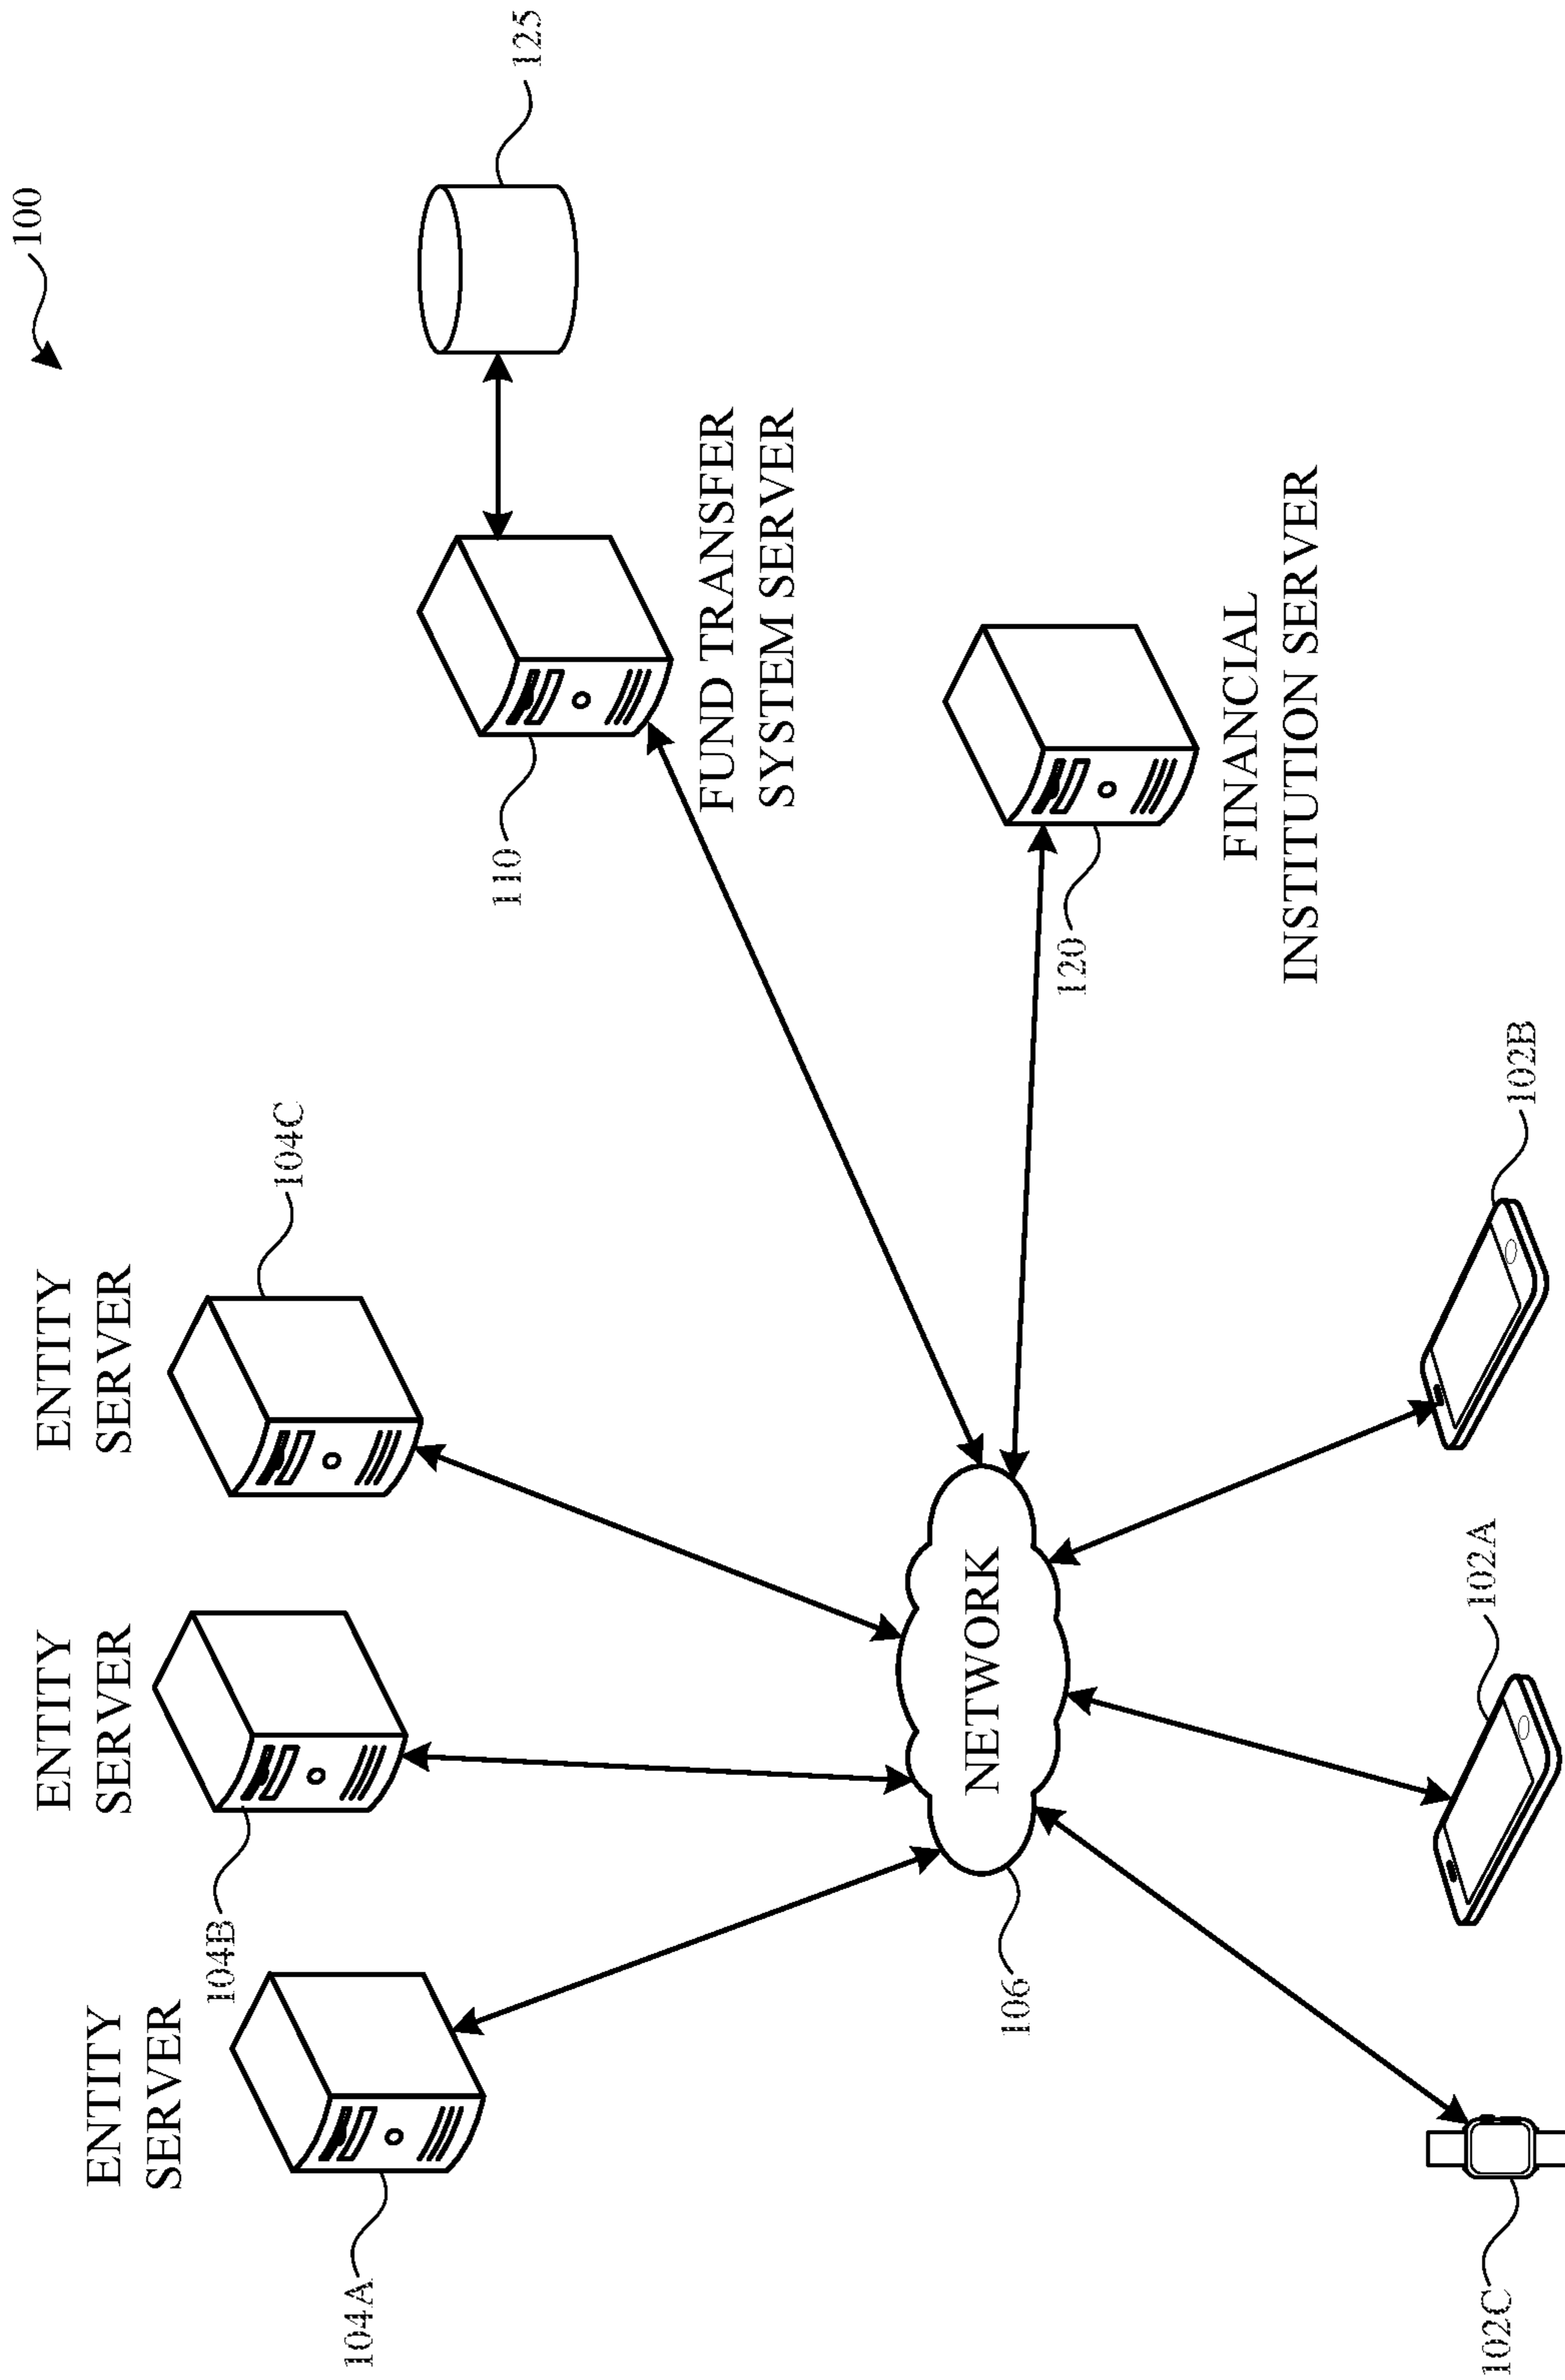 100
ENTITY
SERVER
104A
ENTITY
SERVER
104B
ENTITY
SERVER
104C
110
125
FUND TRANSFER
SYSTEM SERVER
NETWORK
106
120
FINANCIAL
INSTITUTION SERVER
102C
102A
102B